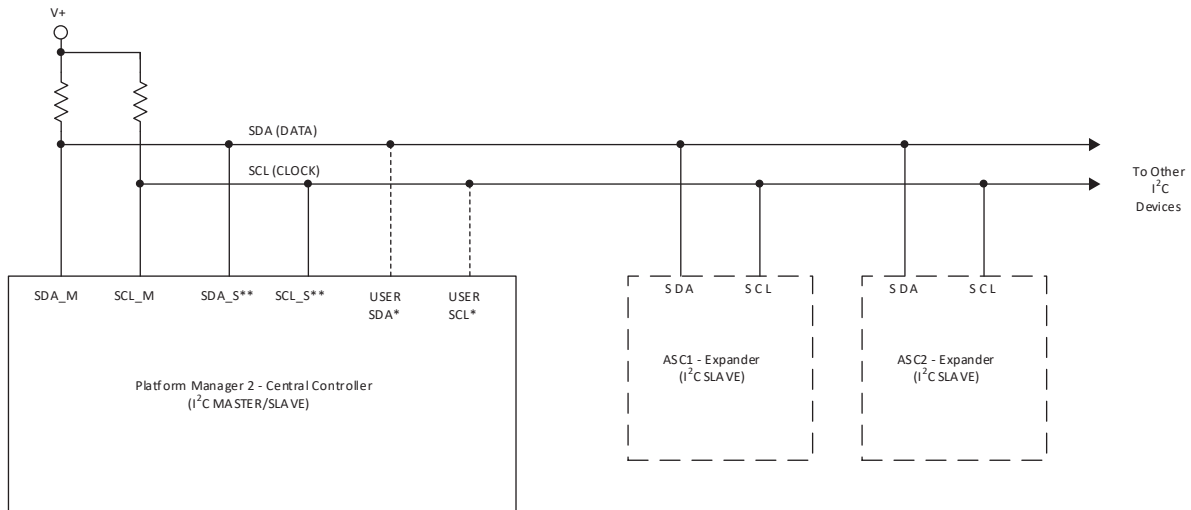 V+
SDA (DATA)
SCL (CLOCK)
To Other
I²C
Devices
SDA_M SCL_M SDA_S** SCL_S** USER SDA* USER SCL*
SDA SCL
SDA SCL
Platform Manager 2 - Central Controller
(I²C MASTER/SLAVE)
ASC1 - Expander
(I²C SLAVE)
ASC2 - Expander
(I²C SLAVE)